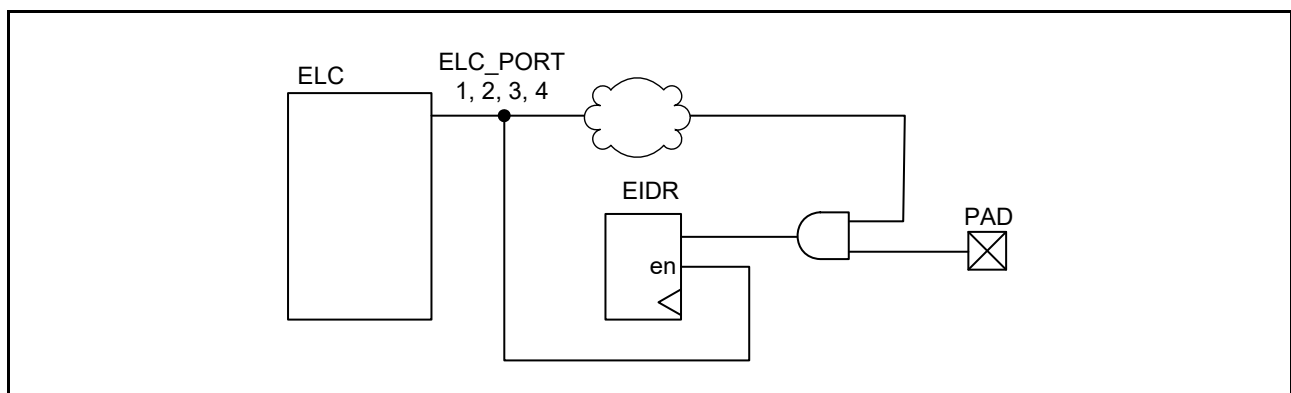 ELC
ELC_PORT
1, 2, 3, 4
EIDR
en
PAD